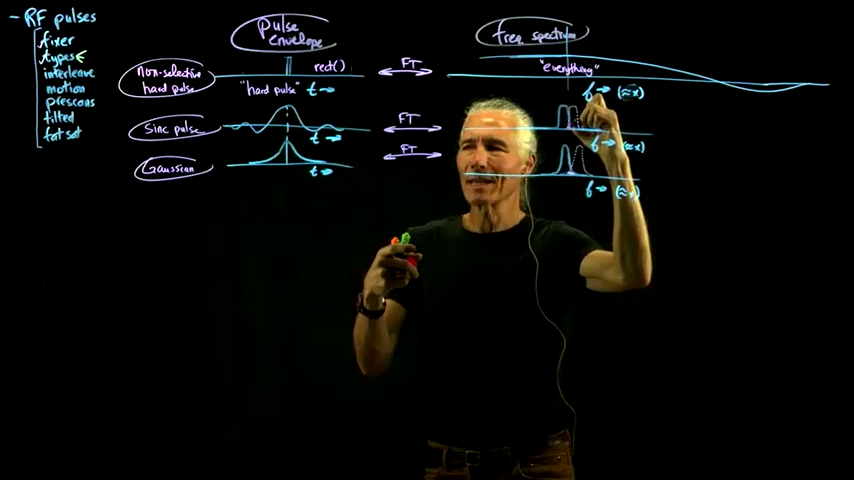 - RF pulses
fixer
types
interleave
motion
prescans
tilted
fat sat
pulse
envelope
freq spectrum
non-selective
hard pulse
rect()
"hard pulse" t →
FT
"everything"
f → (≈x)
Sinc pulse
t →
FT
f → (≈x)
Gaussian
t →
FT
f → (≈x)